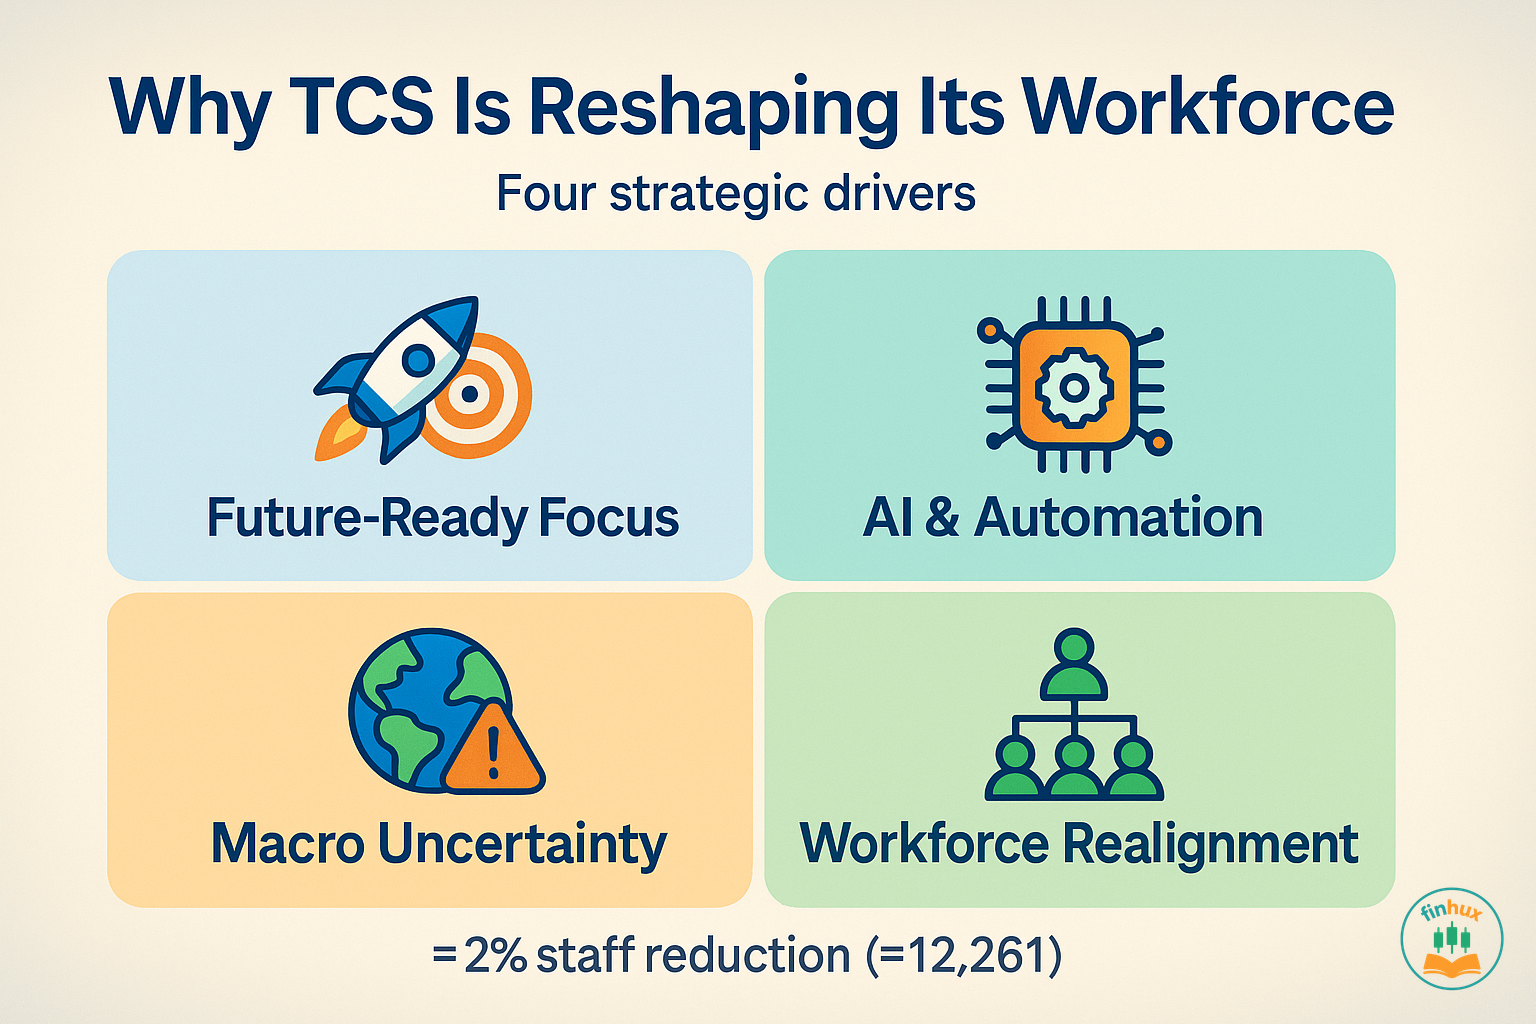 Why TCS Is Reshaping Its Workforce
Four strategic drivers
Future-Ready Focus
AI & Automation
Macro Uncertainty
Workforce Realignment
=2% staff reduction (=12,261)
finhux